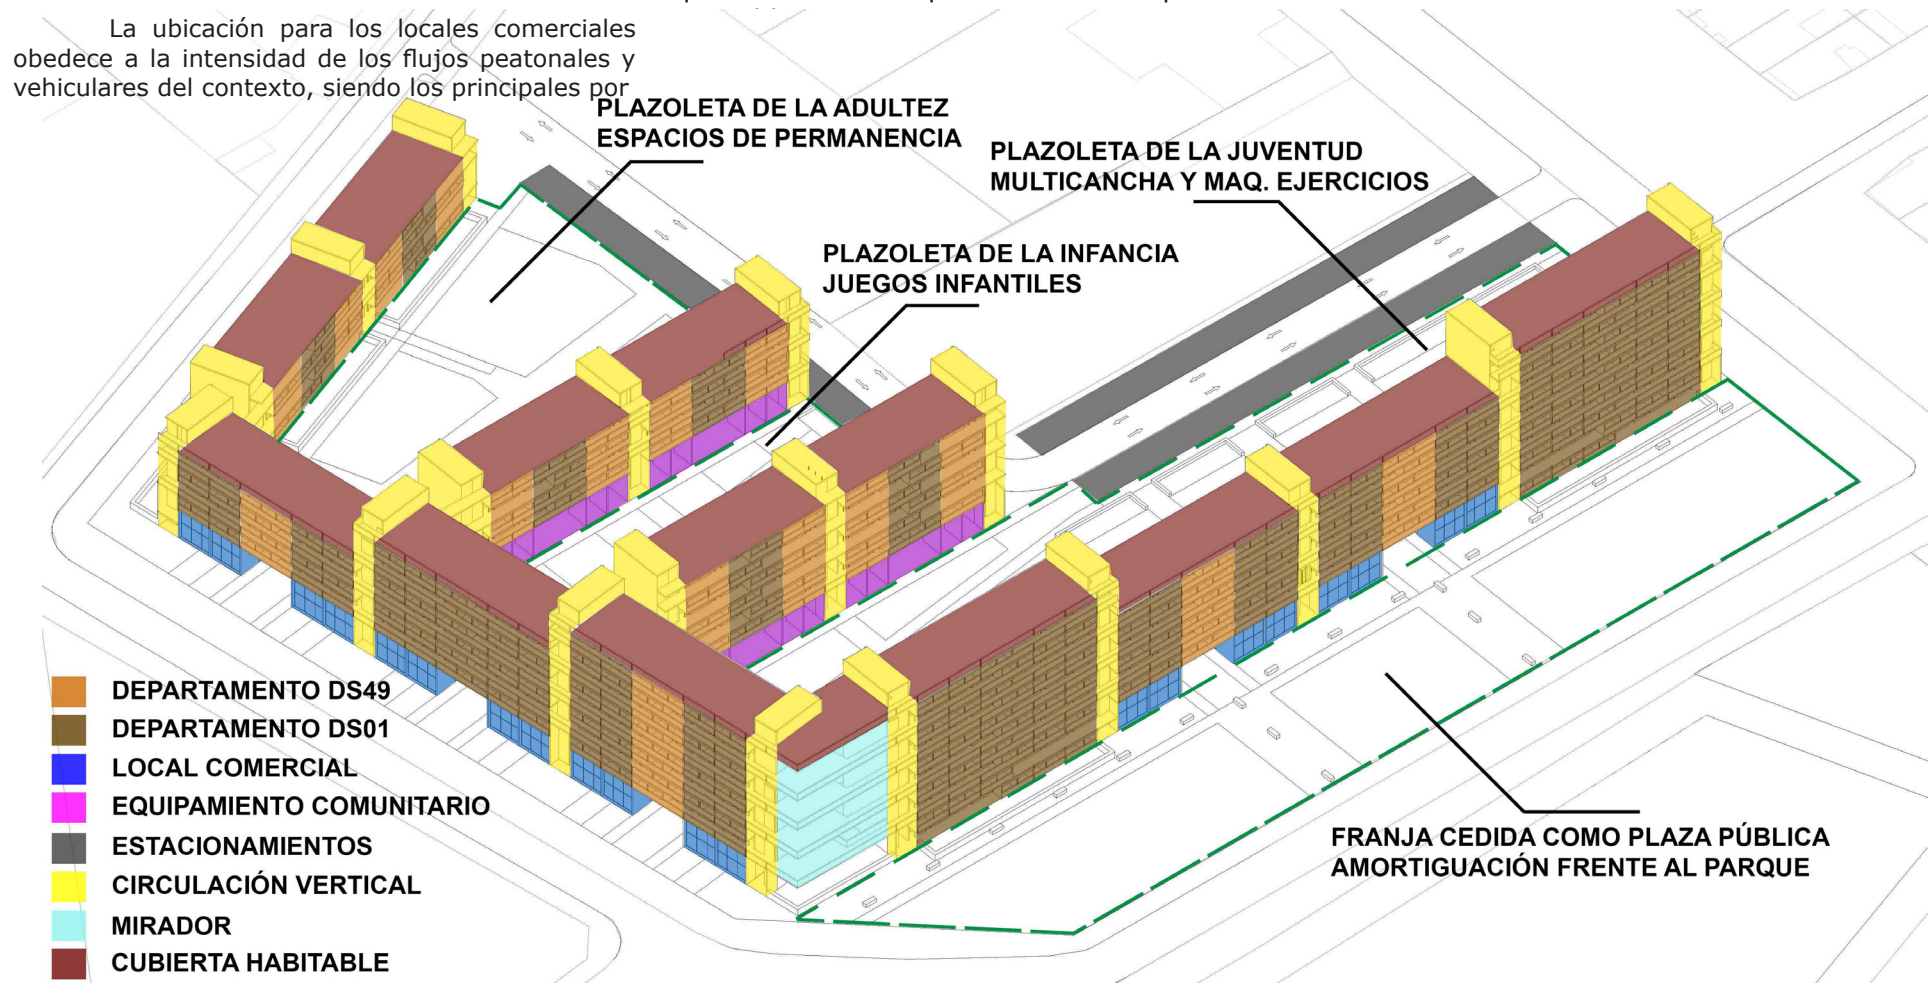 La ubicación para los locales comerciales
obedece a la intensidad de los flujos peatonales y
vehiculares del contexto, siendo los principales por
PLAZOLETA DE LA ADULTEZ
ESPACIOS DE PERMANENCIA
PLAZOLETA DE LA JUVENTUD
MULTICANCHA Y MAQ. EJERCICIOS
PLAZOLETA DE LA INFANCIA
JUEGOS INFANTILES
DEPARTAMENTO DS49
DEPARTAMENTO DS01
LOCAL COMERCIAL
EQUIPAMIENTO COMUNITARIO
ESTACIONAMIENTOS
CIRCULACIÓN VERTICAL
MIRADOR
CUBIERTA HABITABLE
FRANJA CEDIDA COMO PLAZA PÚBLICA
AMORTIGUACIÓN FRENTE AL PARQUE